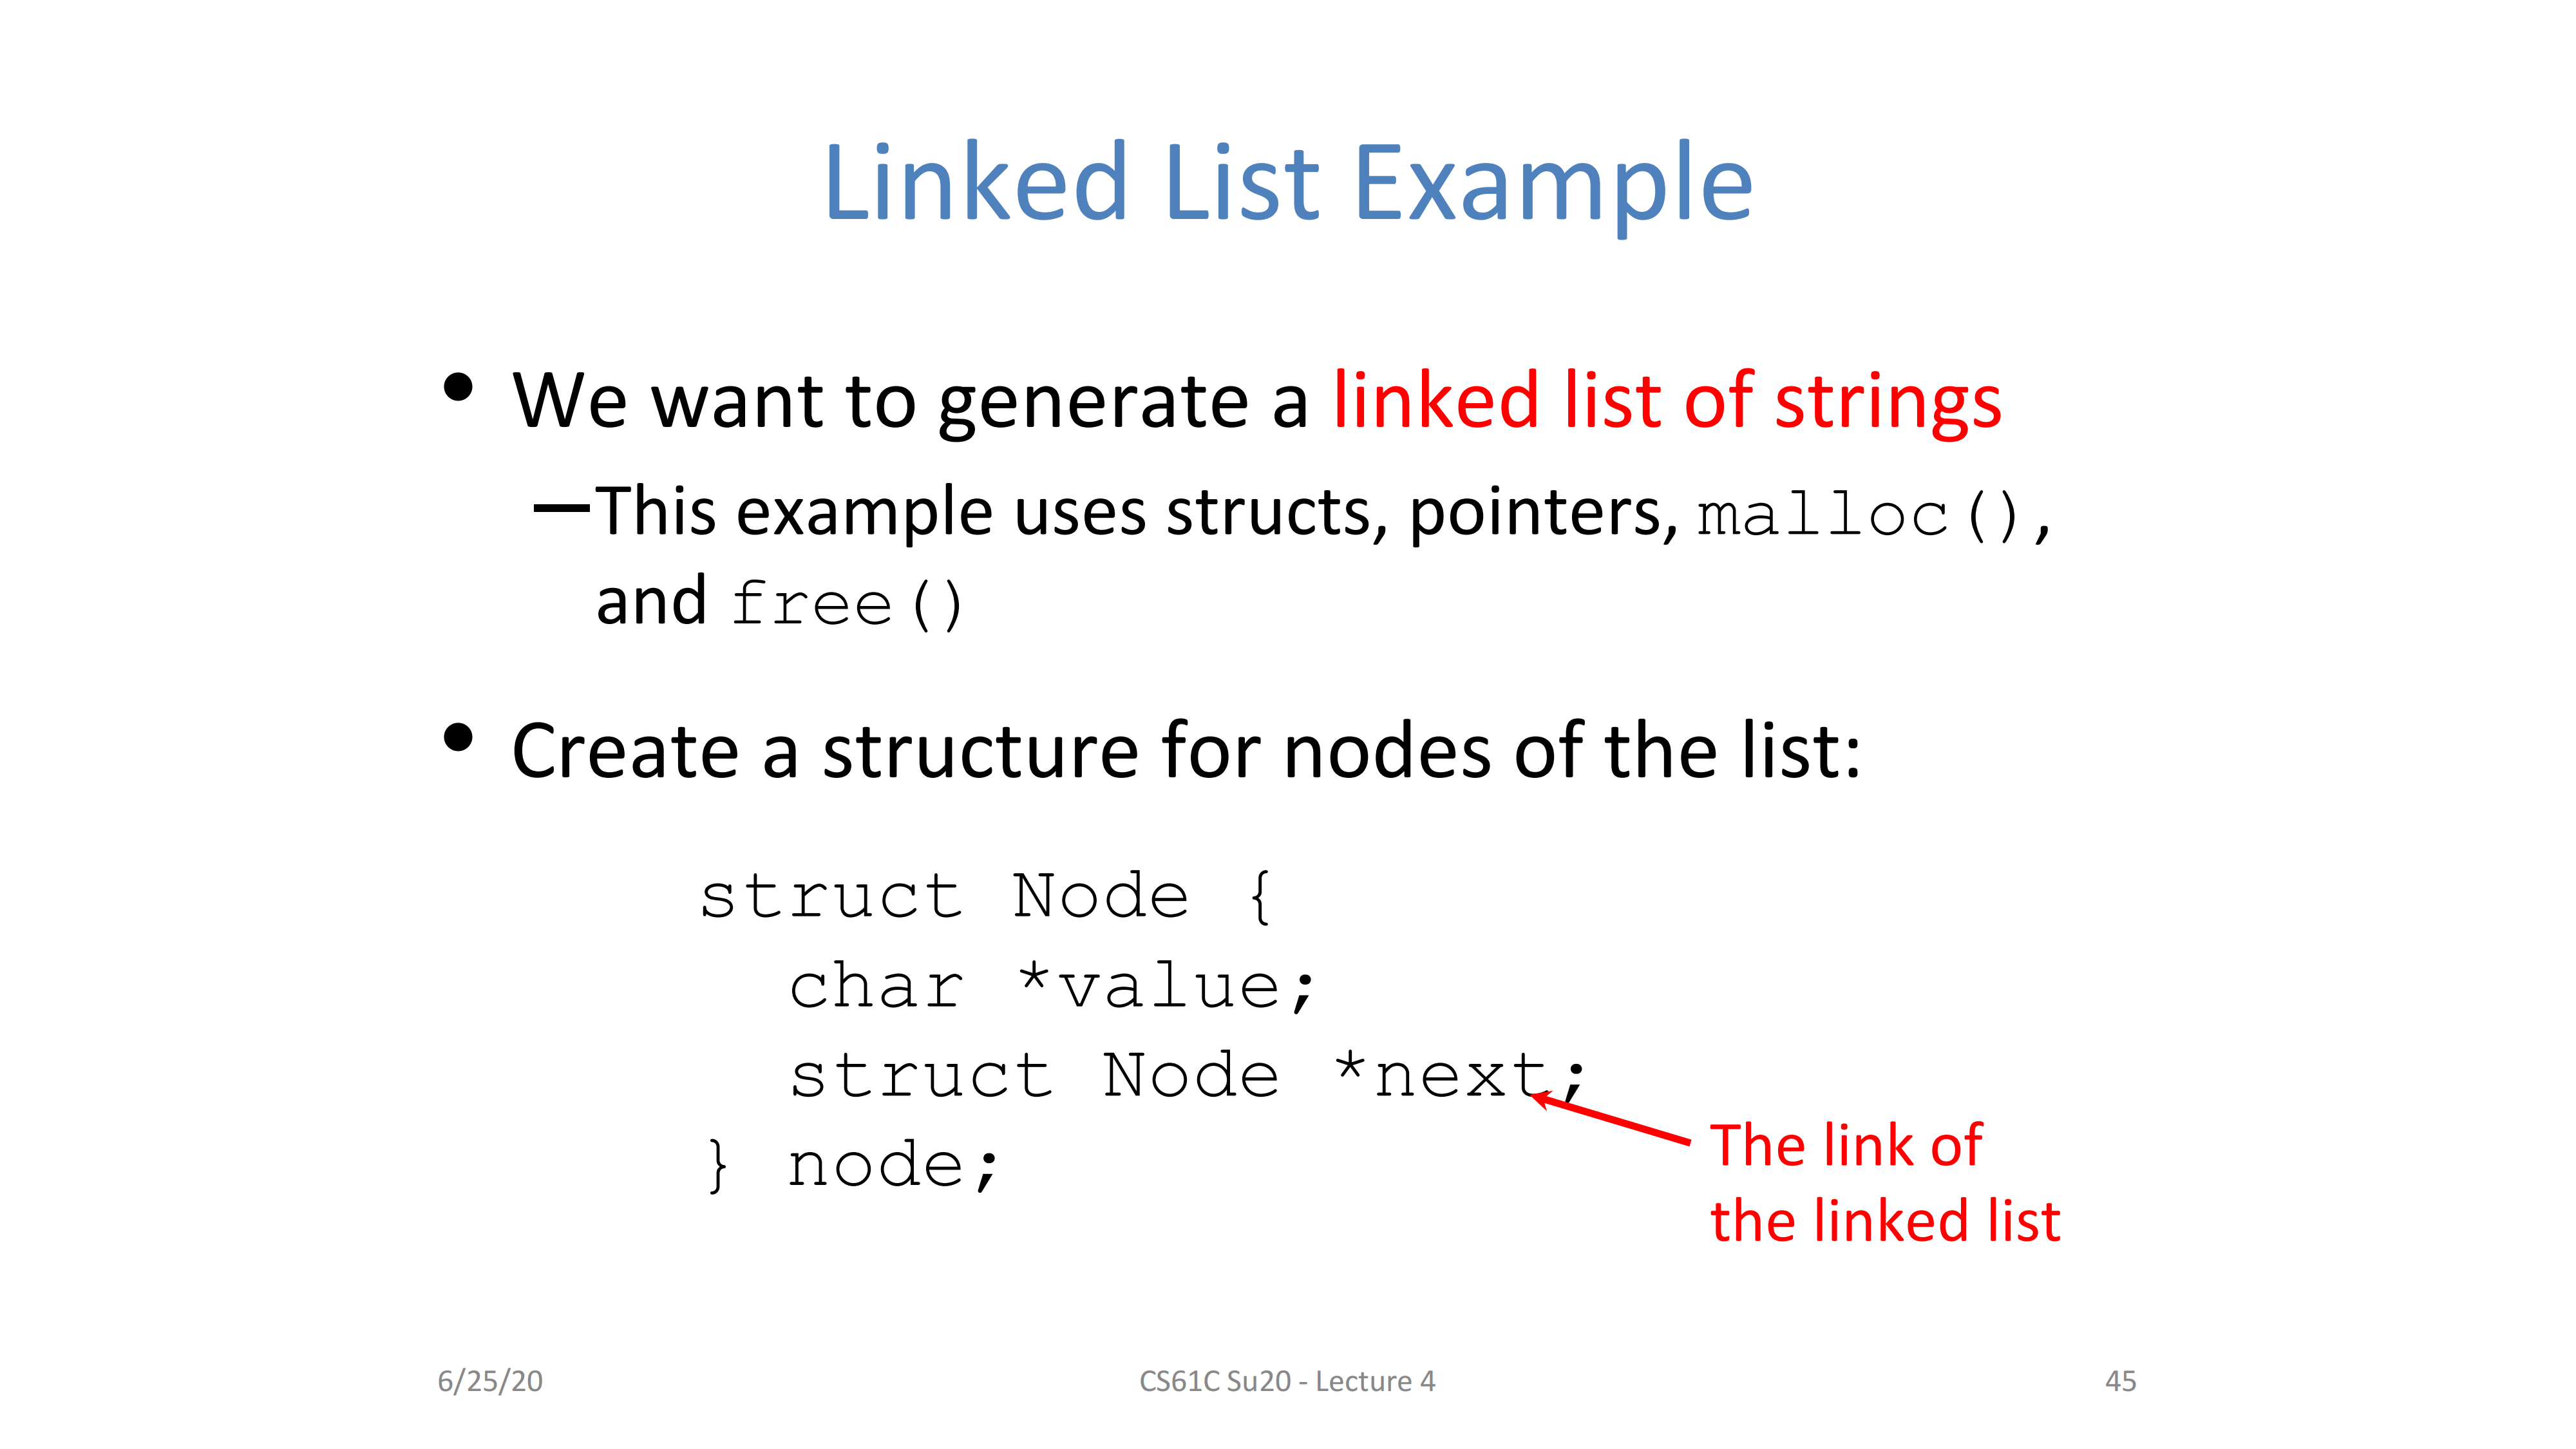 Linked List Example
• We want to generate a linked list of strings
–This example uses structs, pointers, malloc(),
and free()
• Create a structure for nodes of the list:
struct Node {
char *value;
struct Node *next;
} node;
The link of
the linked list
6/25/20
CS61C Su20 - Lecture 4
45